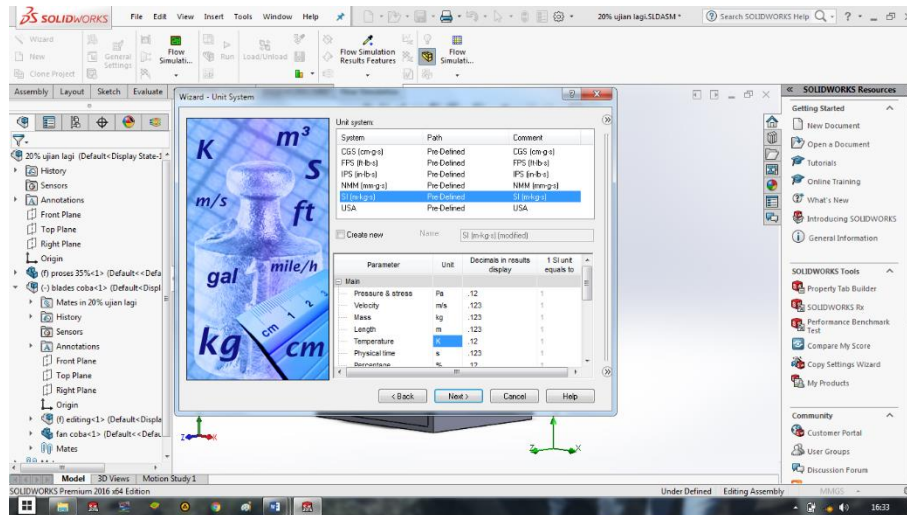 SOLIDWORKS File Edit View Insert Tools Window Help 20% ujian lagi.SLDASM * Search SOLIDWORKS Help
Wizard
New
Clone Project
General Settings
Flow Simulati...
Run
Load/Unload
Flow Simulation Results Features
Flow Simulati...
Assembly Layout Sketch Evaluate
20% ujian lagi (Default<Display State-1
History
Sensors
Annotations
Front Plane
Top Plane
Right Plane
Origin
(f) proses 35%<1> (Default<<Defa
(-) blades coba<1> (Default<Displ
Mates in 20% ujian lagi
History
Sensors
Annotations
Front Plane
Top Plane
Right Plane
Origin
(f) editing<1> (Default<Displa
fan coba<1> (Default<<Defau
Mates
Wizard - Unit System
K m³ s
m/s ft
gal mile/h
cm 1 2 3
kg cm
Unit system:
System Path Comment
CGS (cm-g-s) Pre-Defined CGS (cm-g-s)
FPS (ft-lb-s) Pre-Defined FPS (ft-lb-s)
IPS (in-lb-s) Pre-Defined IPS (in-lb-s)
NMM (mm-g-s) Pre-Defined NMM (mm-g-s)
SI (m-kg-s) Pre-Defined SI (m-kg-s)
USA Pre-Defined USA
Create new Name: SI (m-kg-s) (modified)
Parameter Unit Decimals in results display 1 SI unit equals to
Main
Pressure & stress Pa .12 1
Velocity m/s .123 1
Mass kg .123 1
Length m .123 1
Temperature K .12 1
Physical time s .123 1
Percentage % .12 1
< Back Next > Cancel Help
Z X
Z X
SOLIDWORKS Resources
Getting Started
New Document
Open a Document
Tutorials
Online Training
What's New
Introducing SOLIDWORKS
General Information
SOLIDWORKS Tools
Property Tab Builder
SOLIDWORKS Rx
Performance Benchmark Test
Compare My Score
Copy Settings Wizard
My Products
Community
Customer Portal
User Groups
Discussion Forum
Model 3D Views Motion Study 1
SOLIDWORKS Premium 2016 x64 Edition Under Defined Editing Assembly MMGS
16:33